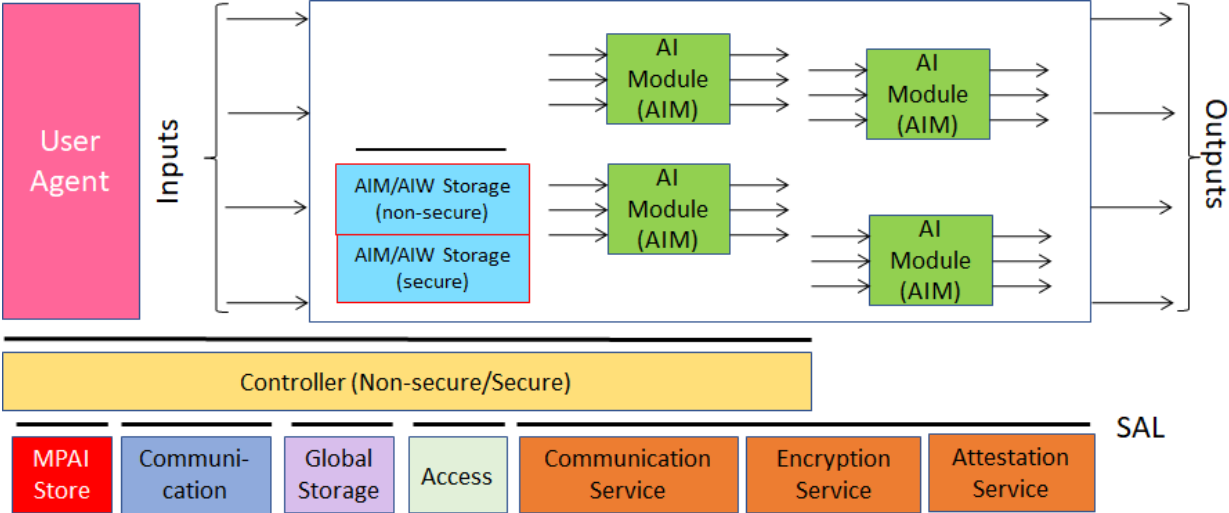 User
Agent
Inputs
AIM/AIW Storage
(non-secure)
AIM/AIW Storage
(secure)
AI
Module
(AIM)
AI
Module
(AIM)
AI
Module
(AIM)
AI
Module
(AIM)
Outputs
Controller (Non-secure/Secure)
MPAI
Store
Communi-
cation
Global
Storage
Access
Communication
Service
Encryption
Service
Attestation
Service
SAL